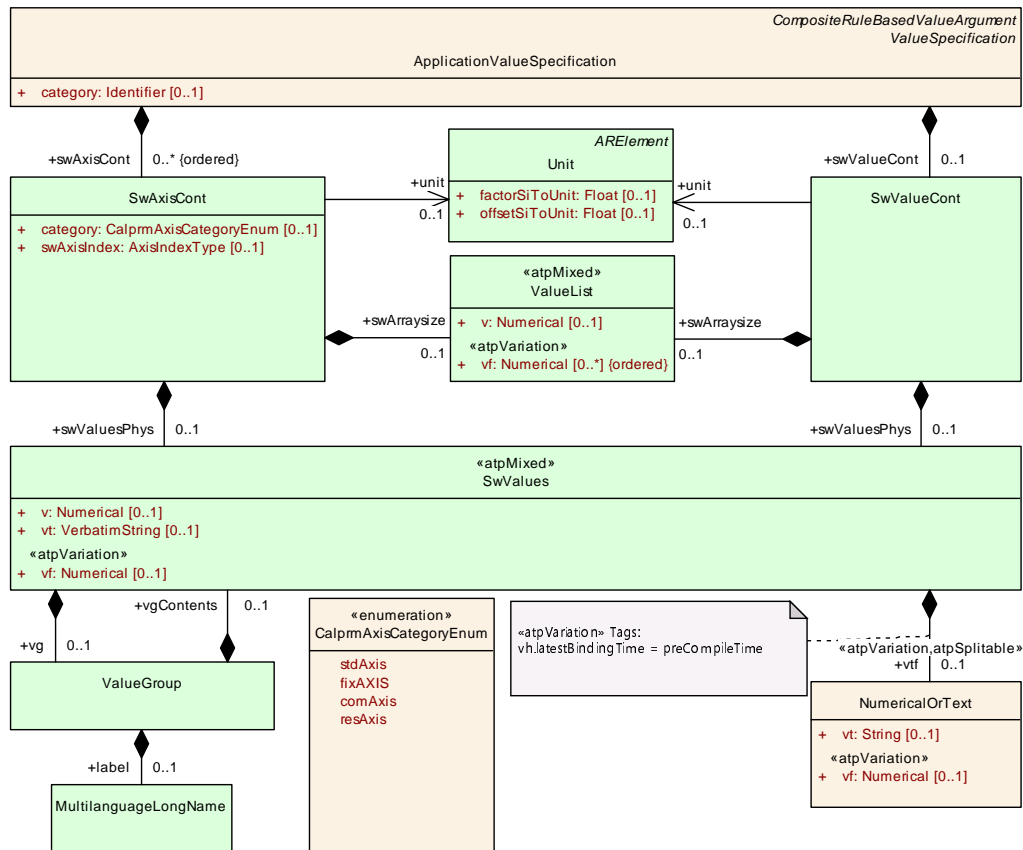 CompositeRuleBasedValueArgument
ValueSpecification
ApplicationValueSpecification
+ category: Identifier [0..1]
+swAxisCont 0..* {ordered}
+swValueCont 0..1
ARElement
Unit
+ factorSiToUnit: Float [0..1]
+ offsetSiToUnit: Float [0..1]
+unit
0..1
+unit
0..1
SwAxisCont
+ category: CalprmAxisCategoryEnum [0..1]
+ swAxisIndex: AxisIndexType [0..1]
SwValueCont
«atpMixed»
ValueList
+ v: Numerical [0..1]
«atpVariation»
+ vf: Numerical [0..*] {ordered}
+swArraysize
0..1
+swArraysize
0..1
+swValuesPhys 0..1
+swValuesPhys 0..1
«atpMixed»
SwValues
+ v: Numerical [0..1]
+ vt: VerbatimString [0..1]
«atpVariation»
+ vf: Numerical [0..1]
+vgContents 0..1
+vg 0..1
ValueGroup
+label 0..1
MultilanguageLongName
«enumeration»
CalprmAxisCategoryEnum
stdAxis
fixAXIS
comAxis
resAxis
«atpVariation» Tags:
vh.latestBindingTime = preCompileTime
«atpVariation,atpSplitable»
+vtf 0..1
NumericalOrText
+ vt: String [0..1]
«atpVariation»
+ vf: Numerical [0..1]